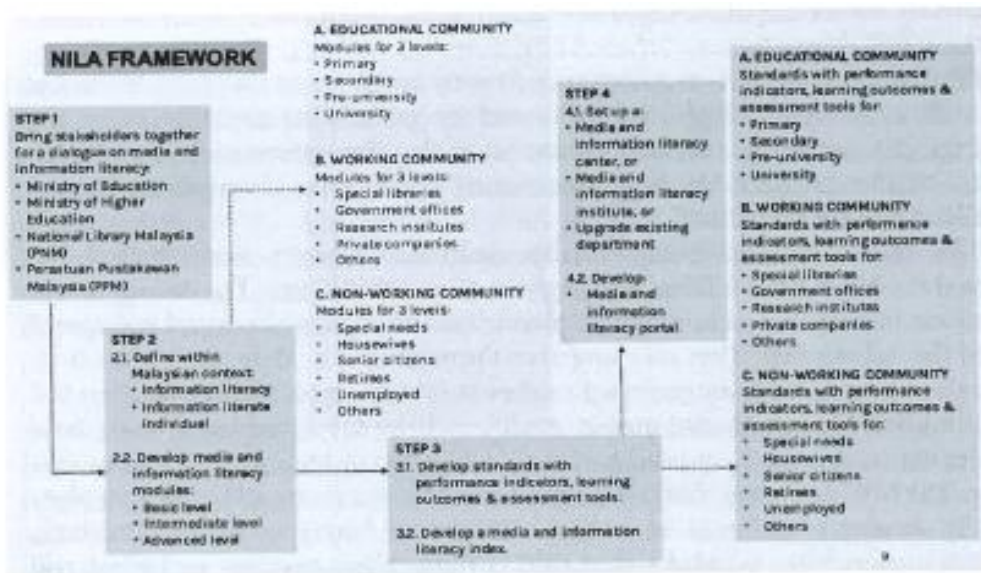 NILA FRAMEWORK
STEP 1
Bring stakeholders together
for a dialogue on media and
information literacy:
• Ministry of Education
• Ministry of Higher
Education
• National Library Malaysia
(PNM)
• Persatuan Pustakawan
Malaysia (PPM)
STEP 2
2.1. Define within
Malaysian context:
• Information literacy
• Information literate
individual
2.2. Develop media and
information literacy
modules:
• Basic level
• Intermediate level
• Advanced level
A. EDUCATIONAL COMMUNITY
Modules for 3 levels:
• Primary
• Secondary
• Pre-university
• University
B. WORKING COMMUNITY
Modules for 3 levels:
• Special libraries
• Government offices
• Research institutes
• Private companies
• Others
C. NON-WORKING COMMUNITY
Modules for 3 levels:
• Special needs
• Housewives
• Senior citizens
• Retirees
• Unemployed
• Others
STEP 3
3.1. Develop standards with
performance indicators, learning
outcomes & assessment tools.
3.2. Develop a media and information
literacy index.
STEP 4
4.1. Set up a:
• Media and
information literacy
center, or
• Media and
information literacy
institute, or
• Upgrade existing
department
4.2. Develop
• Media and
information
literacy portal
A. EDUCATIONAL COMMUNITY
Standards with performance
indicators, learning outcomes &
assessment tools for:
• Primary
• Secondary
• Pre-university
• University
B. WORKING COMMUNITY
Standards with performance
indicators, learning outcomes &
assessment tools for:
• Special libraries
• Government offices
• Research institutes
• Private companies
• Others
C. NON-WORKING COMMUNITY
Standards with performance
indicators, learning outcomes &
assessment tools for:
• Special needs
• Housewives
• Senior citizens
• Retirees
• Unemployed
• Others
9